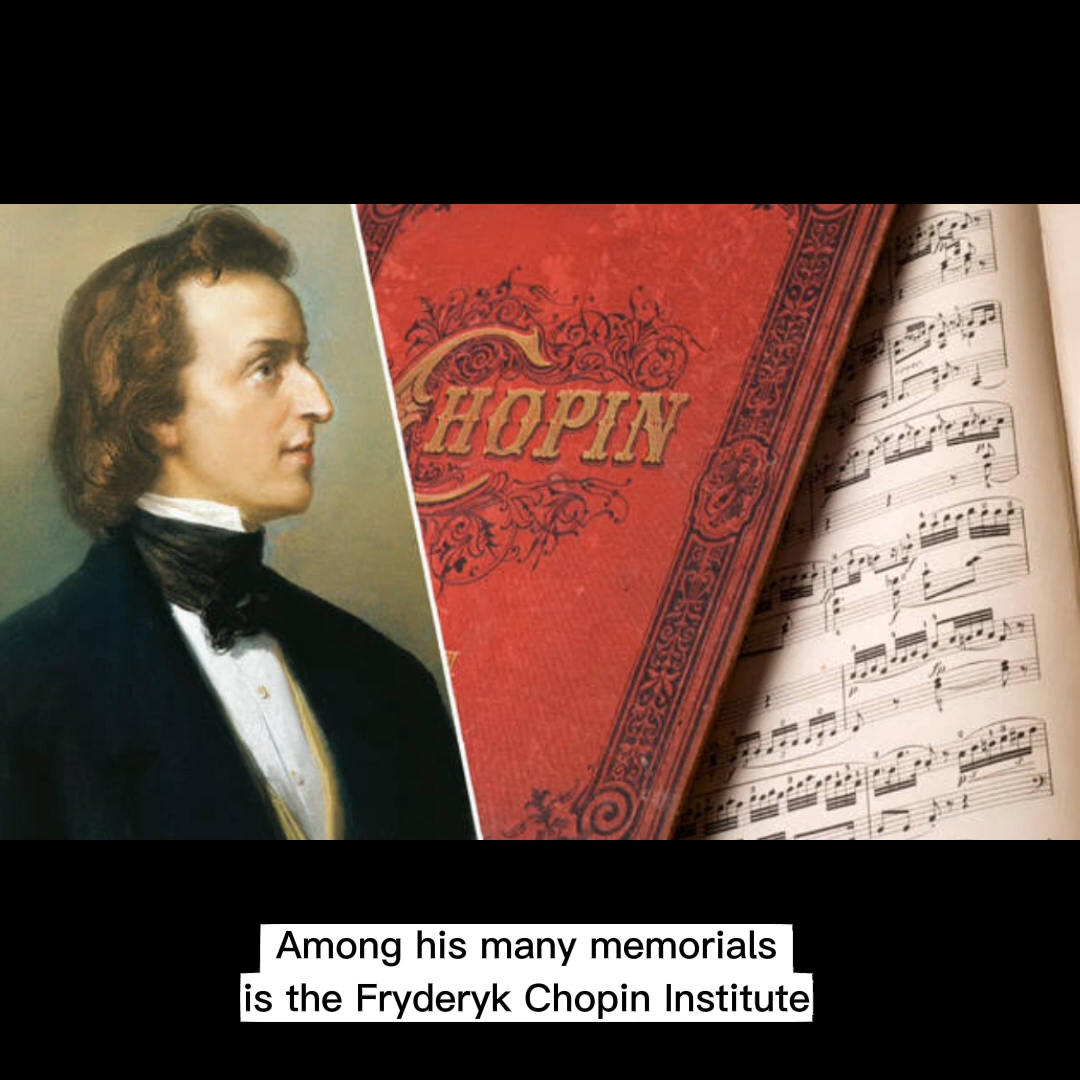 CHOPIN
Among his many memorials
is the Fryderyk Chopin Institute